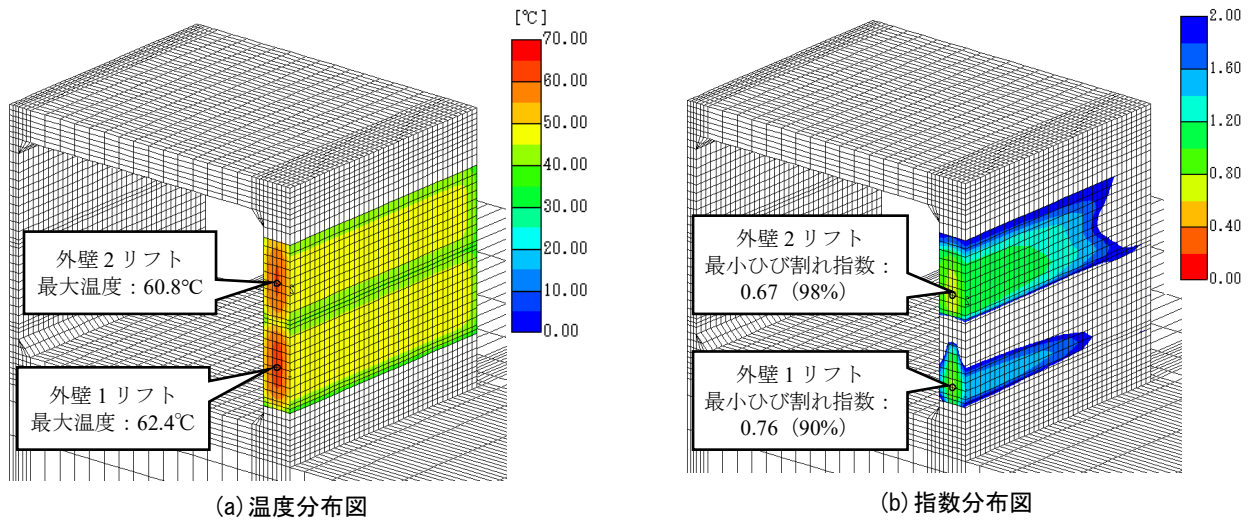 [℃]
70.00
60.00
50.00
40.00
30.00
20.00
10.00
0.00
外壁 2 リフト
最大温度：60.8℃
外壁 1 リフト
最大温度：62.4℃
(a) 温度分布図
2.00
1.60
1.20
0.80
0.40
0.00
外壁 2 リフト
最小ひび割れ指数：
0.67（98%）
外壁 1 リフト
最小ひび割れ指数：
0.76（90%）
(b) 指数分布図